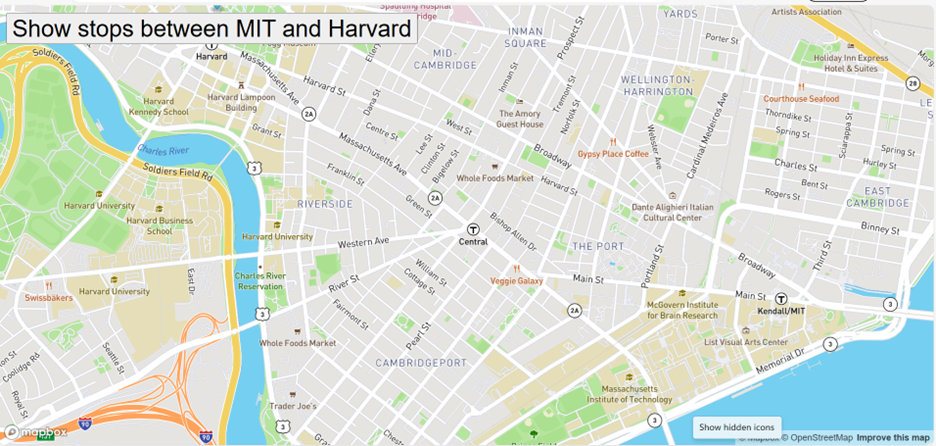 Spaulding Hospital
YARDS
Artists Association
Show stops between MIT and Harvard
Ellery
Prospect St
INMAN
SQUARE
Porter St
MID-
CAMBRIDGE
Soldiers Field Rd
Harvard
Massachusetts Ave
Harvard St
Inman St
Holiday Inn Express
Hotel & Suites
28
Harvard
Kennedy School
Harvard Lampoon
Building
Dana St
Tremont St
Norfolk St
WELLINGTON-
HARRINGTON
Courthouse Seafood
2A
The Amory
Guest House
Thorndike St
Spring St
Sciarappa St
Grant St
Centre St
West St
Webster Ave
Cardinal Medeiros Ave
Charles River
Massachusetts Ave
Lee St
Clinton St
Bigelow St
Broadway
Gypsy Place Coffee
Spring St
Hurley St
Charles St
3
Soldiers Field Rd
Franklin St
Whole Foods Market
Harvard St
Bent St
Rogers St
EAST
CAMBRIDGE
Harvard University
RIVERSIDE
2A
Green St
Dante Alighieri Italian
Cultural Center
Harvard Business
School
Harvard University
Western Ave
Central
Bishop Allen Dr
THE PORT
Portland St
Binney St
Third St
Broadway
Charles River
Reservation
East Dr
River St
William St
Cottage St
Veggie Galaxy
Main St
Swissbakers
Harvard University
Main St
Kendall/MIT
3
3
Fairmont St
2A
McGovern Institute
for Brain Research
Whole Foods Market
Pearl St
List Visual Arts Center
3
Seattle St
Coolidge Rd
CAMBRIDGEPORT
Memorial Dr
Royal St
Massachusetts
Institute of Technology
Trader Joe's
3
3
90
90
mapbox
Show hidden icons
© Mapbox © OpenStreetMap Improve this map